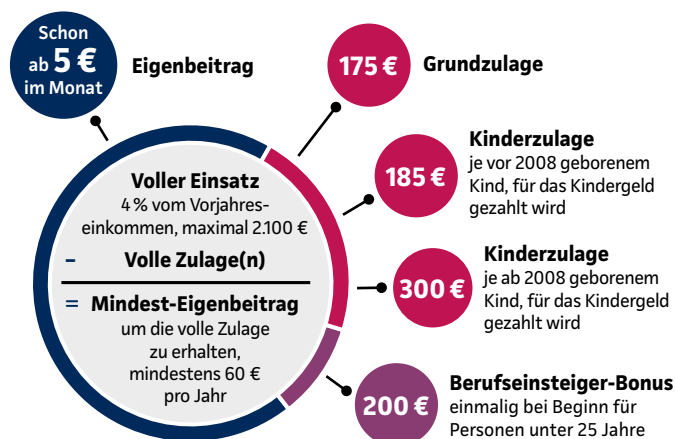 Schon
ab 5 €
im Monat
Eigenbeitrag
175 €
Grundzulage
Voller Einsatz
4 % vom Vorjahres-
einkommen, maximal 2.100 €
– Volle Zulage(n)
= Mindest-Eigenbeitrag
um die volle Zulage
zu erhalten,
mindestens 60 €
pro Jahr
185 €
Kinderzulage
je vor 2008 geborenem
Kind, für das Kindergeld
gezahlt wird
300 €
Kinderzulage
je ab 2008 geborenem
Kind, für das Kindergeld
gezahlt wird
200 €
Berufseinsteiger-Bonus
einmalig bei Beginn für
Personen unter 25 Jahre